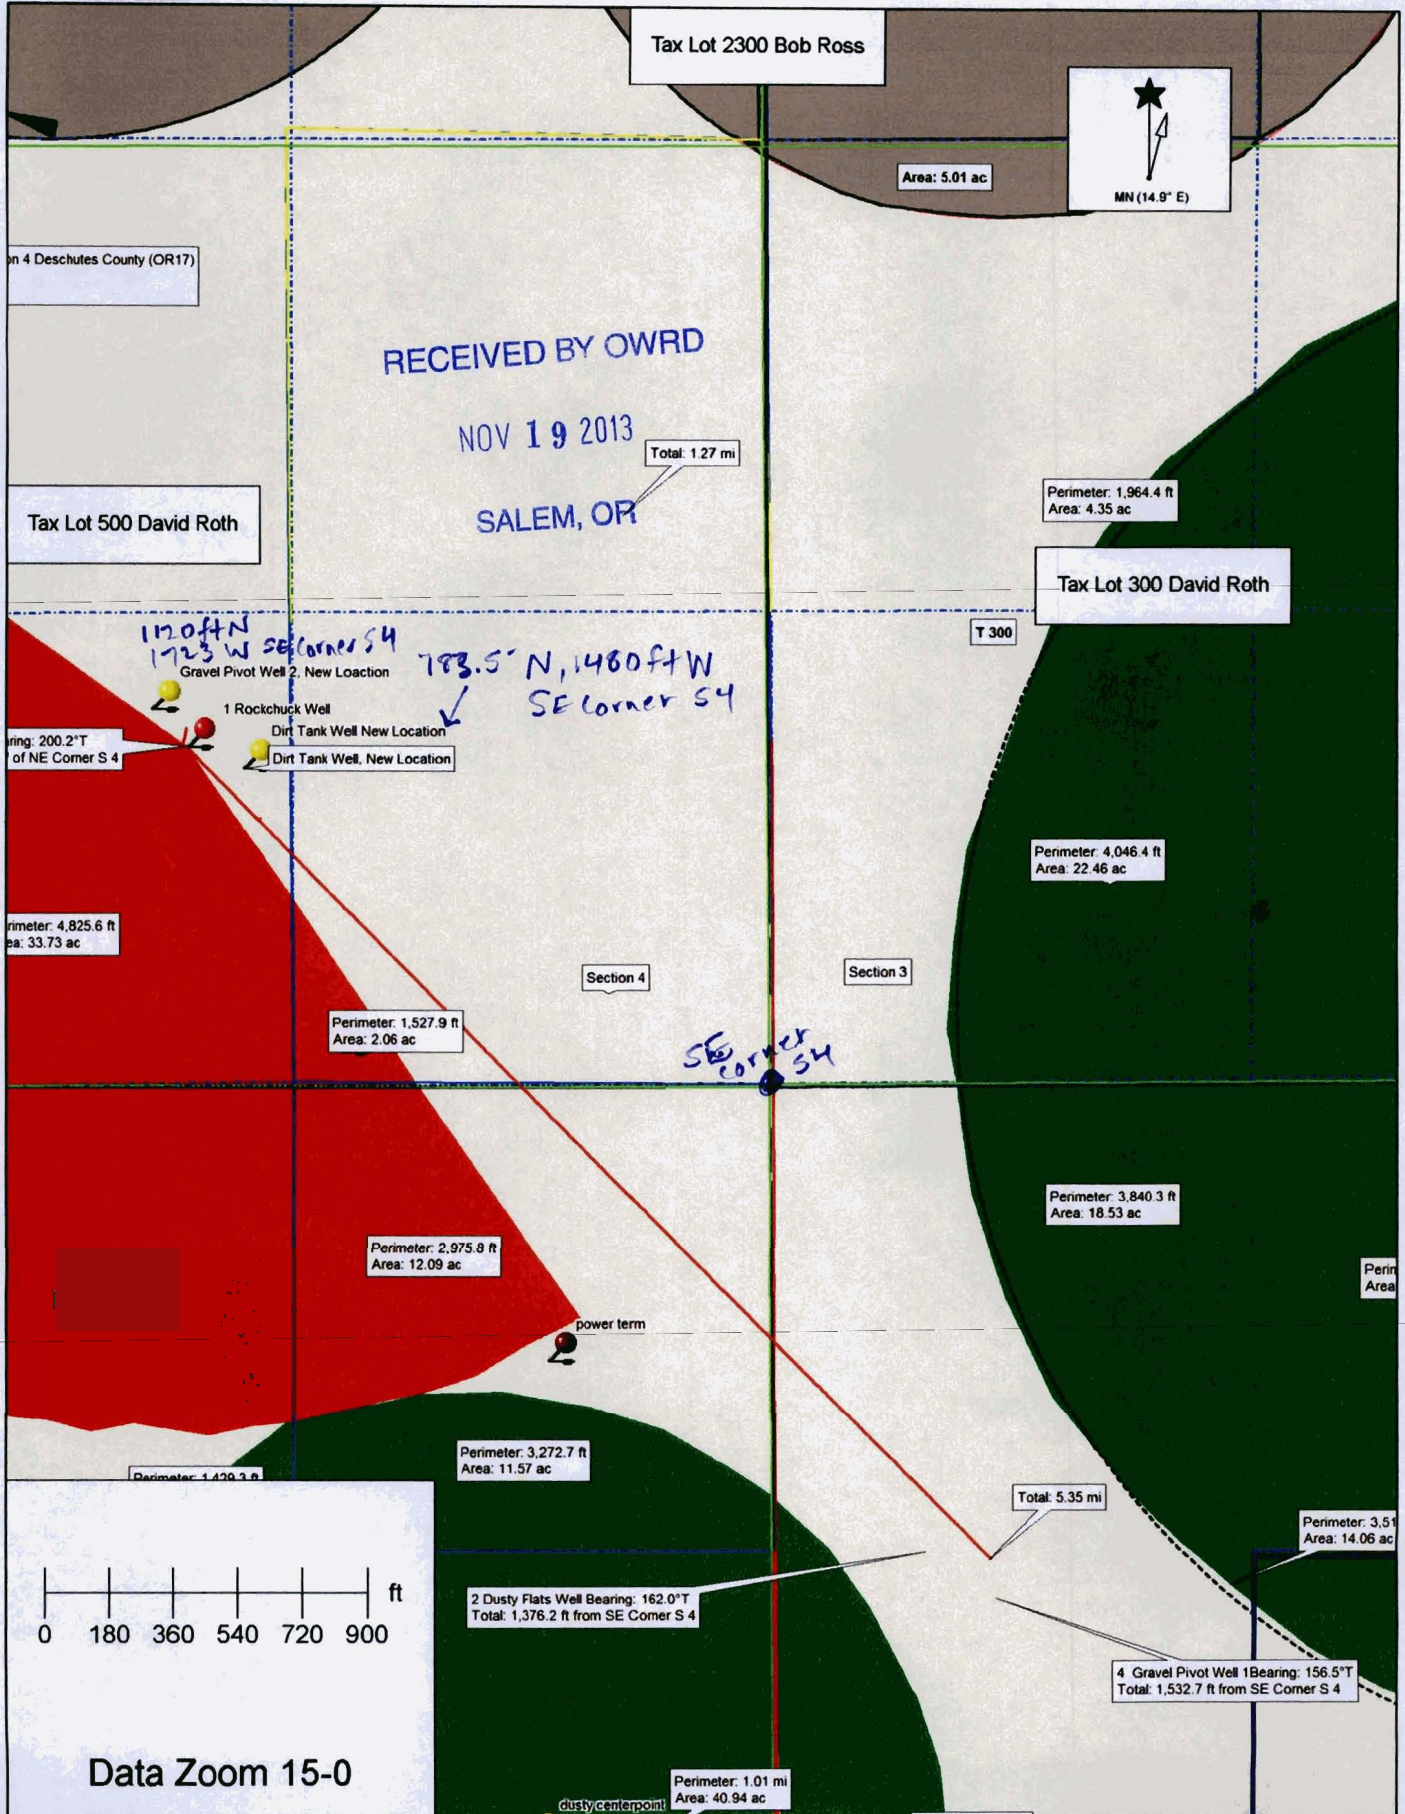 Tax Lot 2300 Bob Ross
MN (14.9° E)
Area: 5.01 ac
n 4 Deschutes County (OR17)
RECEIVED BY OWRD
NOV 19 2013
SALEM, OR
Total: 1.27 mi
Perimeter: 1,964.4 ft
Area: 4.35 ac
Tax Lot 500 David Roth
Tax Lot 300 David Roth
T 300
1120 ft N
1723 W SE Corner S4
783.5' N, 1480 ft W
SE Corner S4
Gravel Pivot Well 2, New Loaction
1 Rockchuck Well
Dirt Tank Well New Location
Dirt Tank Well, New Location
ring: 200.2°T
of NE Corner S 4
Perimeter: 4,046.4 ft
Area: 22.46 ac
rimeter: 4,825.6 ft
ea: 33.73 ac
Section 4
Section 3
Perimeter: 1,527.9 ft
Area: 2.06 ac
SE
corner
S4
Perimeter: 3,840.3 ft
Area: 18.53 ac
Perimeter: 2,975.8 ft
Area: 12.09 ac
Perin
Area
power term
Perimeter: 3,272.7 ft
Area: 11.57 ac
Perimeter: 1,429.3 ft
Total: 5.35 mi
Perimeter: 3,51
Area: 14.06 ac
2 Dusty Flats Well Bearing: 162.0°T
Total: 1,376.2 ft from SE Corner S 4
4 Gravel Pivot Well 1Bearing: 156.5°T
Total: 1,532.7 ft from SE Corner S 4
ft
0 180 360 540 720 900
Data Zoom 15-0
Perimeter: 1.01 mi
Area: 40.94 ac
dusty centerpoint